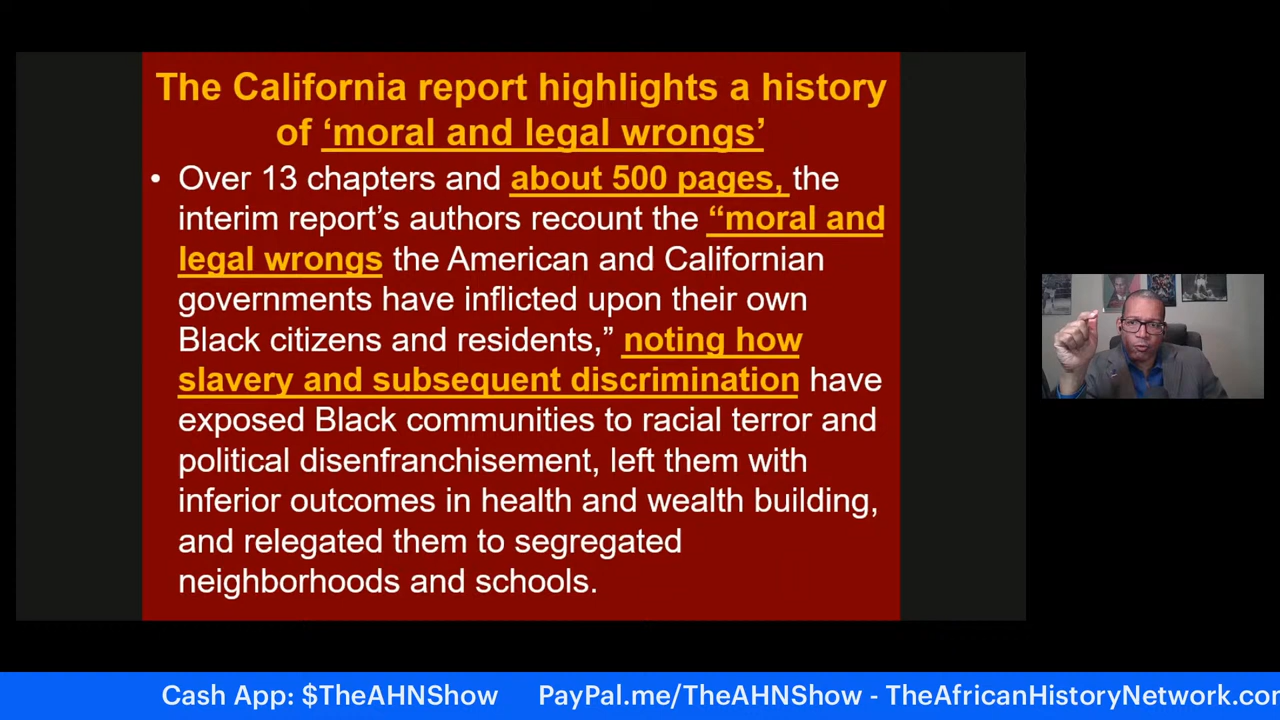 The California report highlights a history
of ‘moral and legal wrongs’
• Over 13 chapters and about 500 pages, the
interim report’s authors recount the “moral and
legal wrongs the American and Californian
governments have inflicted upon their own
Black citizens and residents,” noting how
slavery and subsequent discrimination have
exposed Black communities to racial terror and
political disenfranchisement, left them with
inferior outcomes in health and wealth building,
and relegated them to segregated
neighborhoods and schools.
Cash App: $TheAHNShow PayPal.me/TheAHNShow - TheAfricanHistoryNetwork.cor